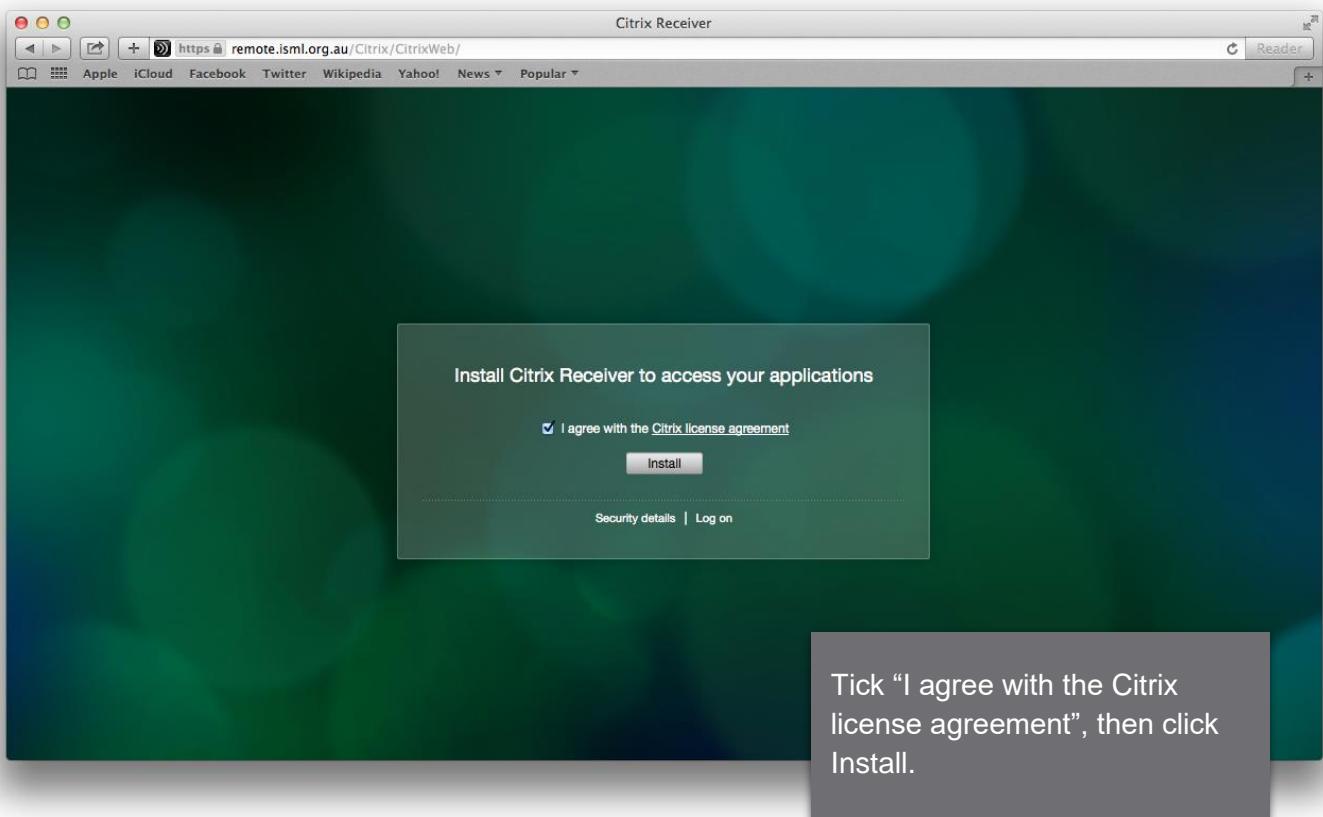 Citrix Receiver
https remote.isml.org.au/Citrix/CitrixWeb/ Reader
Apple iCloud Facebook Twitter Wikipedia Yahoo! News Popular
Install Citrix Receiver to access your applications
I agree with the Citrix license agreement
Install
Security details | Log on
Tick “I agree with the Citrix
license agreement”, then click
Install.